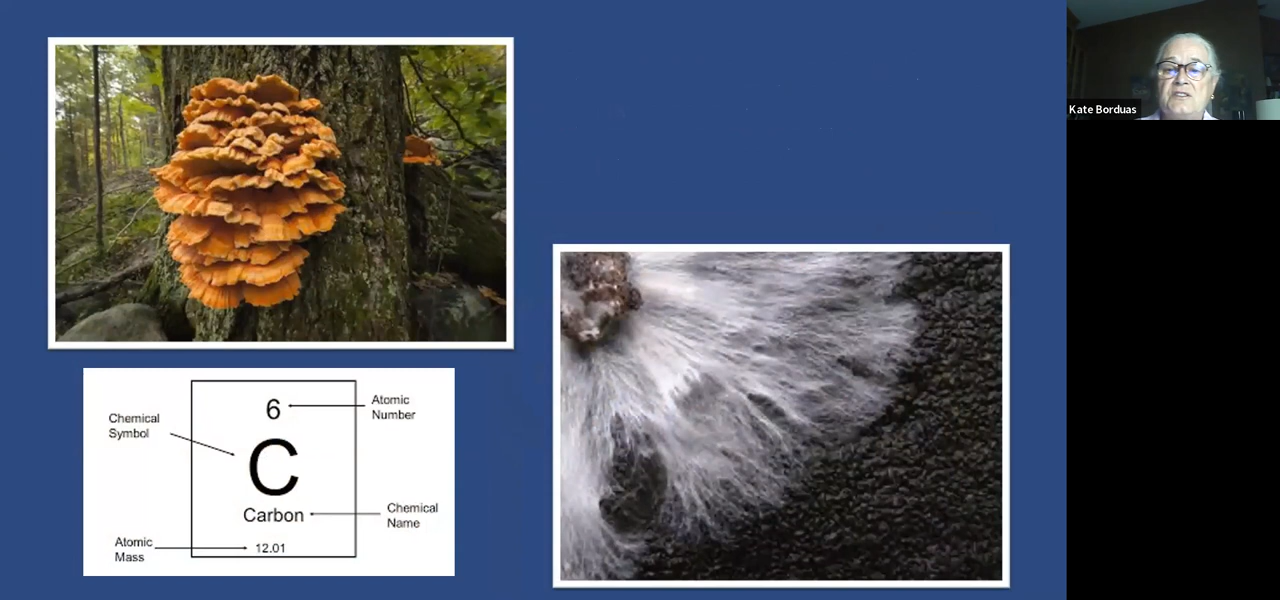 Kate Borduas
6
Atomic
Number
Chemical
Symbol
C
Carbon
Chemical
Name
Atomic
Mass
12.01